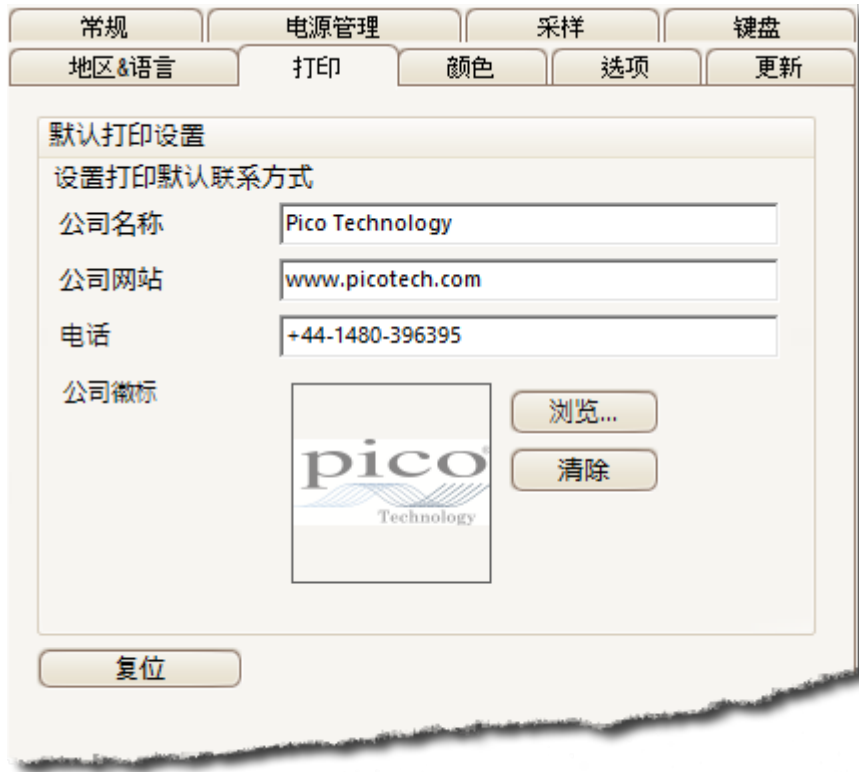 常规 电源管理 采样 键盘
地区&语言 打印 颜色 选项 更新
默认打印设置
设置打印默认联系方式
公司名称 Pico Technology
公司网站 www.picotech.com
电话 +44-1480-396395
公司徽标
浏览...
pico®
清除
Technology
复位